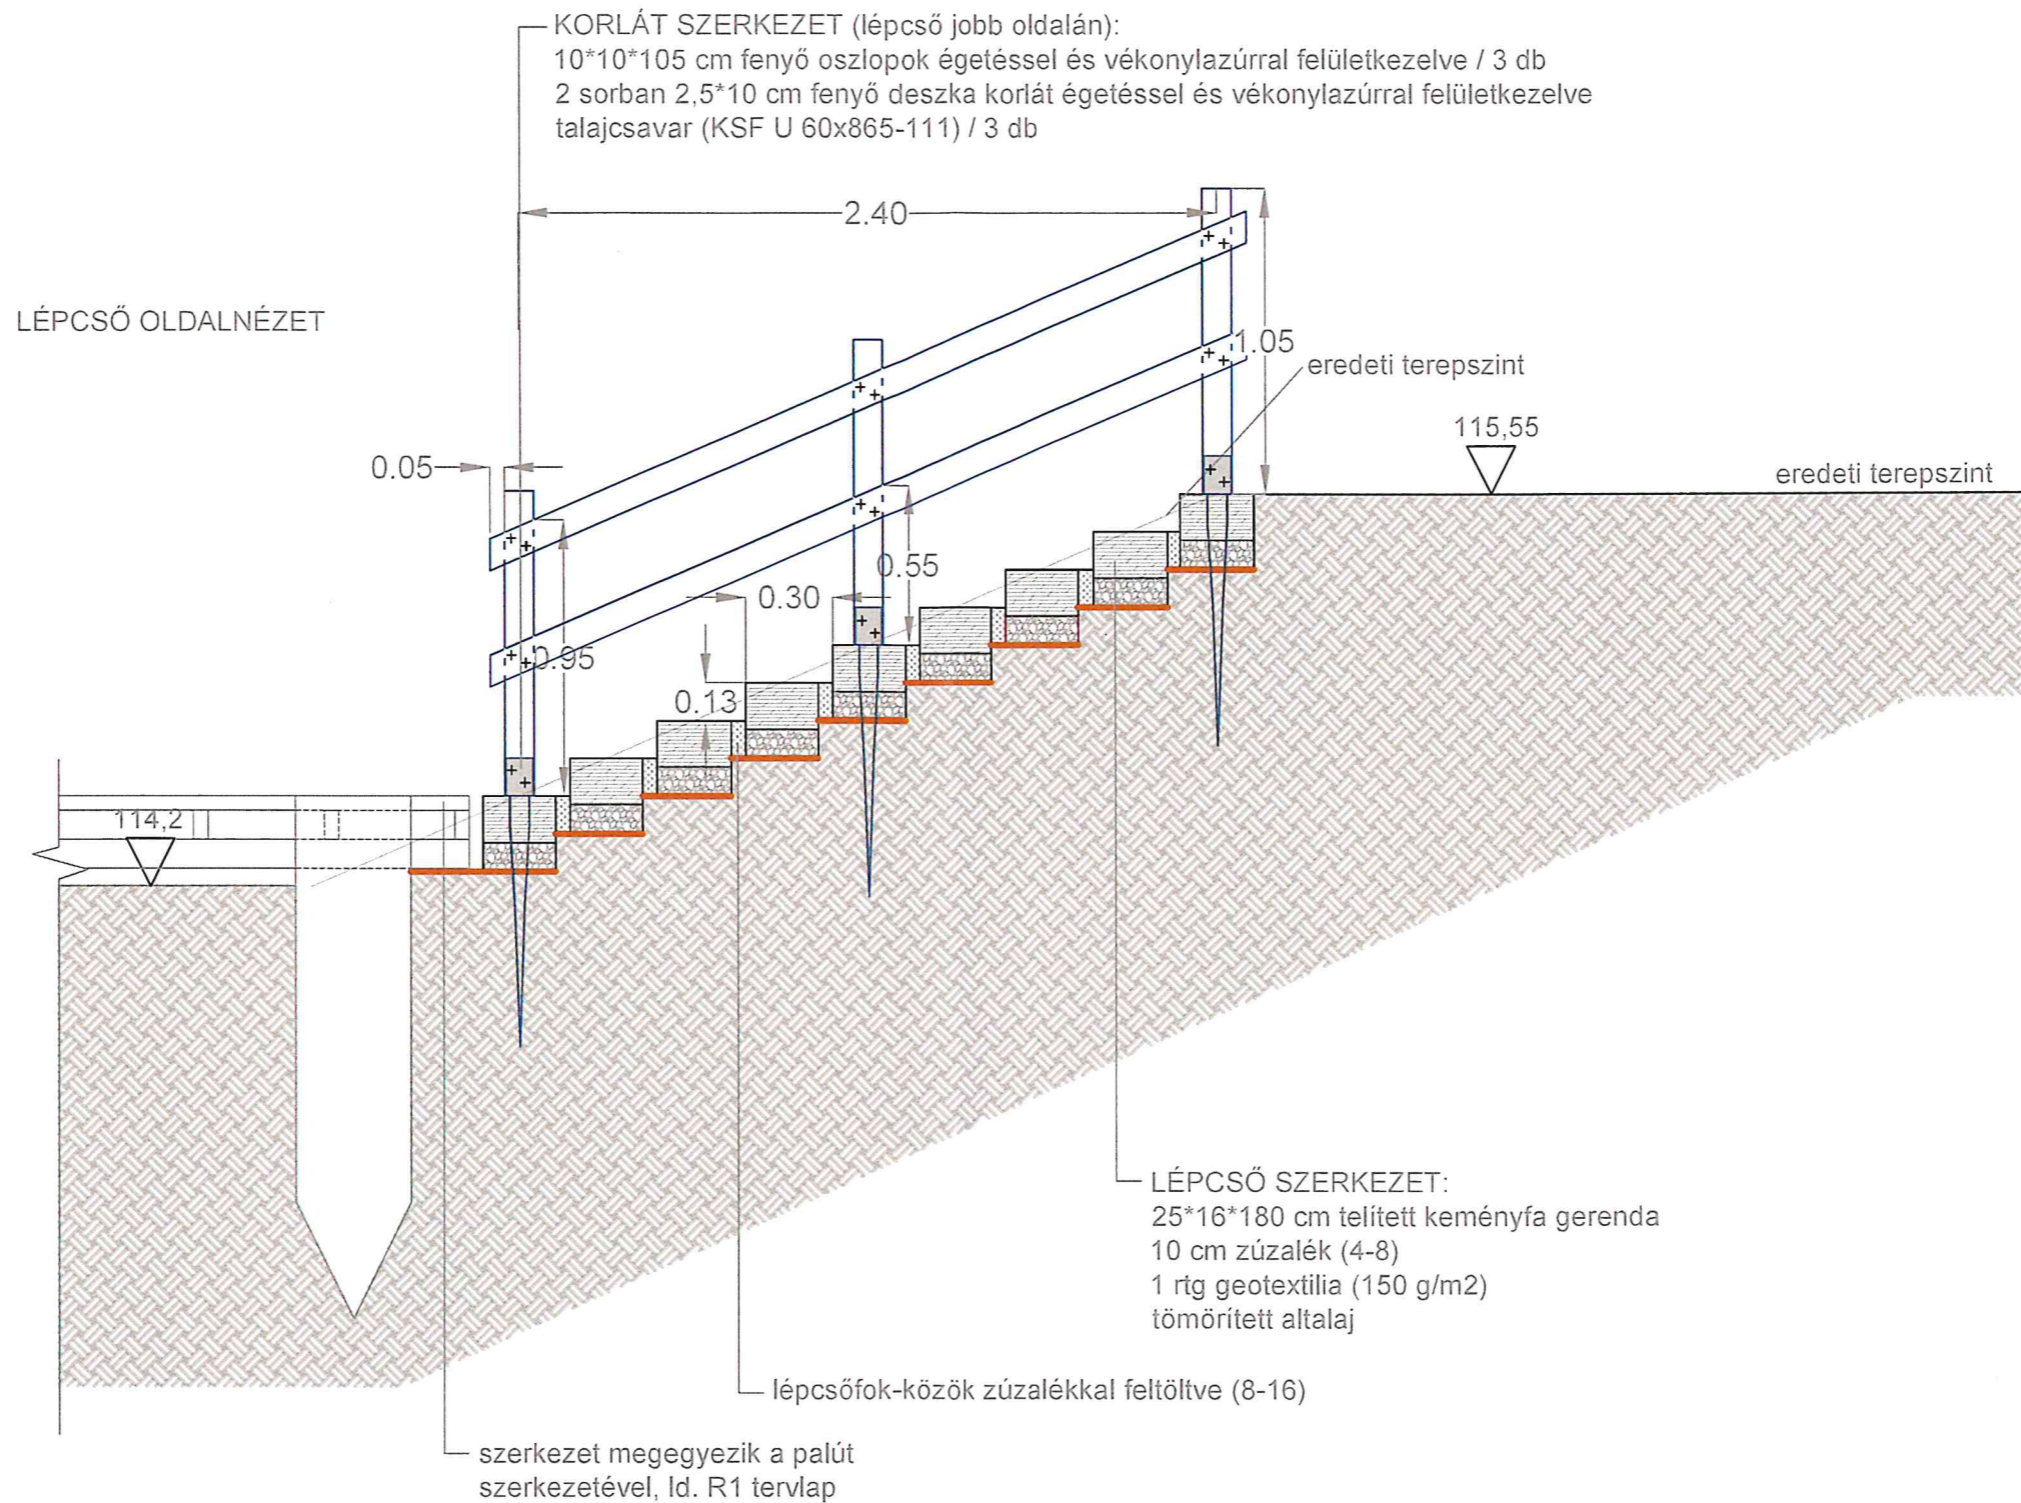 KORLÁT SZERKEZET (lépcső jobb oldalán):
10*10*105 cm fenyő oszlopok égetéssel és vékonylazúrral felületkezelve / 3 db
2 sorban 2,5*10 cm fenyő deszka korlát égetéssel és vékonylazúrral felületkezelve
talajcsavar (KSF U 60x865-111) / 3 db
2.40
LÉPCSŐ OLDALNÉZET
1.05
eredeti terepszint
115,55
0.05
eredeti terepszint
0.55
0.30
0.95
0.13
114,2
LÉPCSŐ SZERKEZET:
25*16*180 cm telített keményfa gerenda
10 cm zúzalék (4-8)
1 rtg geotextilia (150 g/m2)
tömörített altalaj
lépcsőfok-közök zúzalékkal feltöltve (8-16)
szerkezet megegyezik a palút
szerkezetével, ld. R1 tervlap